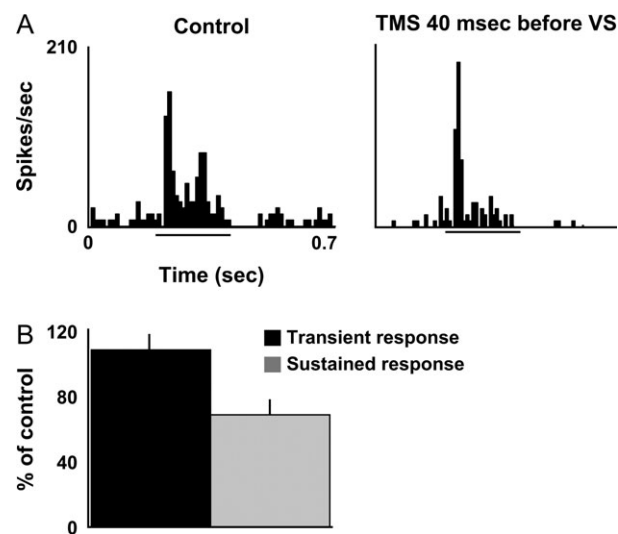 A
Control
TMS 40 msec before VS
210
Spikes/sec
0
0
0.7
Time (sec)
B
120
Transient response
Sustained response
80
% of control
40
0